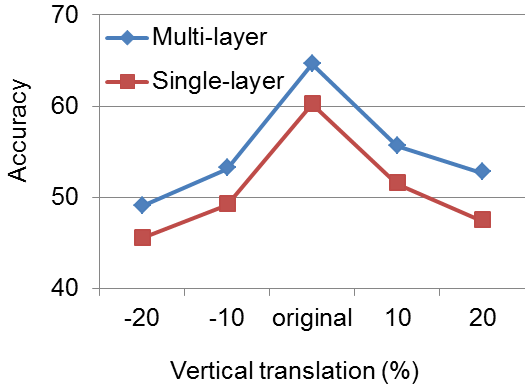 70
Multi-layer
Single-layer
60
50
40
Accuracy
-20 -10 original 10 20
Vertical translation (%)